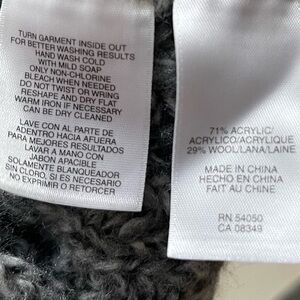 TURN GARMENT INSIDE OUT
FOR BETTER WASHING RESULTS
HAND WASH COLD
WITH MILD SOAP
ONLY NON-CHLORINE
BLEACH WHEN NEEDED
DO NOT TWIST OR WRING
RESHAPE AND DRY FLAT
WARM IRON IF NECESSARY
CAN BE DRY CLEANED
LAVE CON AL PARTE DE
ADENTRO HACIA AFUERA
PARA MEJORES RESULTADOS
LAVAR A MANO CON
JABON APACIBLE
SOLAMENTE BLANQUEADOR
SIN CLORO, SI ES NECESARIO
NO EXPRIMIR O RETORCER
71% ACRYLIC/
ACRÍLICO/ACRYLIQUE
29% WOOL/LANA/LAINE
MADE IN CHINA
HECHO EN CHINA
FAIT AU CHINE
RN 54050
CA 08349